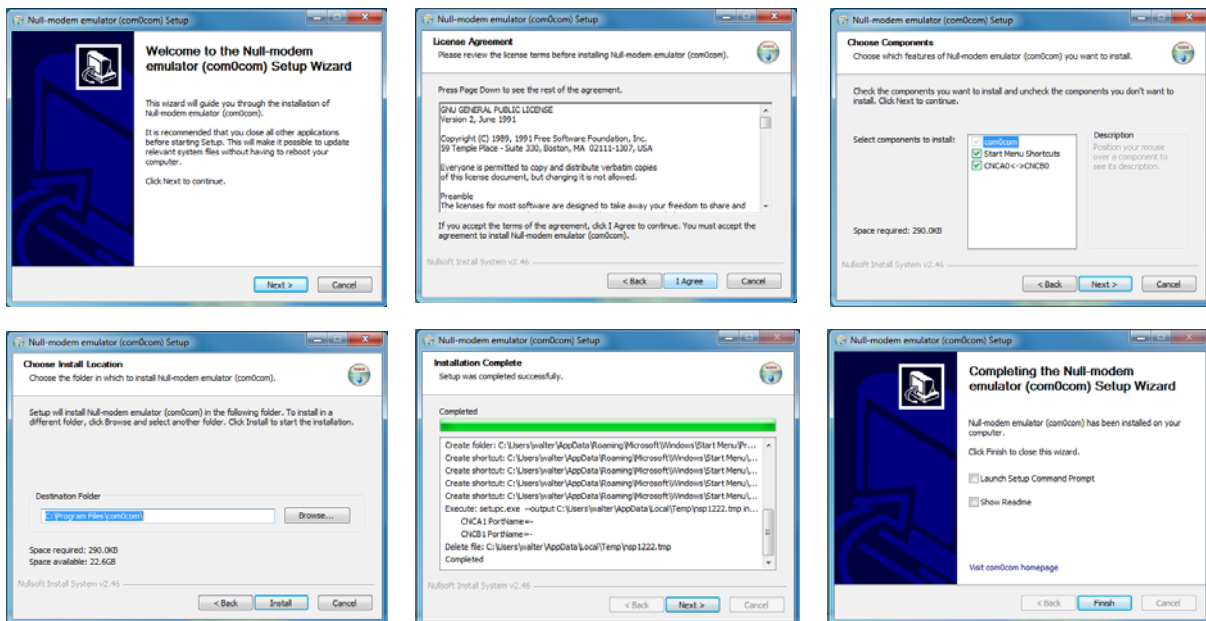 Null-modem emulator (com0com) Setup
Welcome to the Null-modem
emulator (com0com) Setup Wizard
This wizard will guide you through the installation of
Null-modem emulator (com0com).
It is recommended that you close all other applications
before starting Setup. This will make it possible to update
relevant system files without having to reboot your
computer.
Click Next to continue.
Next >
Cancel
Null-modem emulator (com0com) Setup
License Agreement
Please review the license terms before installing Null-modem emulator (com0com).
Press Page Down to see the rest of the agreement.
GNU GENERAL PUBLIC LICENSE
Version 2, June 1991
Copyright (C) 1989, 1991 Free Software Foundation, Inc.
59 Temple Place - Suite 330, Boston, MA 02111-1307, USA
Everyone is permitted to copy and distribute verbatim copies
of this license document, but changing it is not allowed.
Preamble
The licenses for most software are designed to take away your freedom to share and
If you accept the terms of the agreement, click I Agree to continue. You must accept the
agreement to install Null-modem emulator (com0com).
Nullsoft Install System v2.46
< Back
I Agree
Cancel
Null-modem emulator (com0com) Setup
Choose Components
Choose which features of Null-modem emulator (com0com) you want to install.
Check the components you want to install and uncheck the components you don't want to
install. Click Next to continue.
Select components to install:
com0com
Start Menu Shortcuts
CNCA0<->CNCB0
Description
Position your mouse
over a component to
see its description.
Space required: 290.0KB
Nullsoft Install System v2.46
< Back
Next >
Cancel
Null-modem emulator (com0com) Setup
Choose Install Location
Choose the folder in which to install Null-modem emulator (com0com).
Setup will install Null-modem emulator (com0com) in the following folder. To install in a
different folder, click Browse and select another folder. Click Install to start the installation.
Destination Folder
C:\Program Files\com0com\
Browse...
Space required: 290.0KB
Space available: 22.6GB
Nullsoft Install System v2.46
< Back
Install
Cancel
Null-modem emulator (com0com) Setup
Installation Complete
Setup was completed successfully.
Completed
Create folder: C:\Users\walter\AppData\Roaming\Microsoft\Windows\Start Menu\Pr...
Create shortcut: C:\Users\walter\AppData\Roaming\Microsoft\Windows\Start Menu\...
Create shortcut: C:\Users\walter\AppData\Roaming\Microsoft\Windows\Start Menu\...
Create shortcut: C:\Users\walter\AppData\Roaming\Microsoft\Windows\Start Menu\...
Create shortcut: C:\Users\walter\AppData\Roaming\Microsoft\Windows\Start Menu\...
Execute: setupc.exe --output C:\Users\walter\AppData\Local\Temp\nsp1222.tmp in...
CNCA1 PortName=-
CNCB1 PortName=-
Delete file: C:\Users\walter\AppData\Local\Temp\nsp1222.tmp
Completed
Nullsoft Install System v2.46
< Back
Next >
Cancel
Null-modem emulator (com0com) Setup
Completing the Null-modem
emulator (com0com) Setup Wizard
Null-modem emulator (com0com) has been installed on your
computer.
Click Finish to close this wizard.
Launch Setup Command Prompt
Show Readme
Visit com0com homepage
< Back
Finish
Cancel